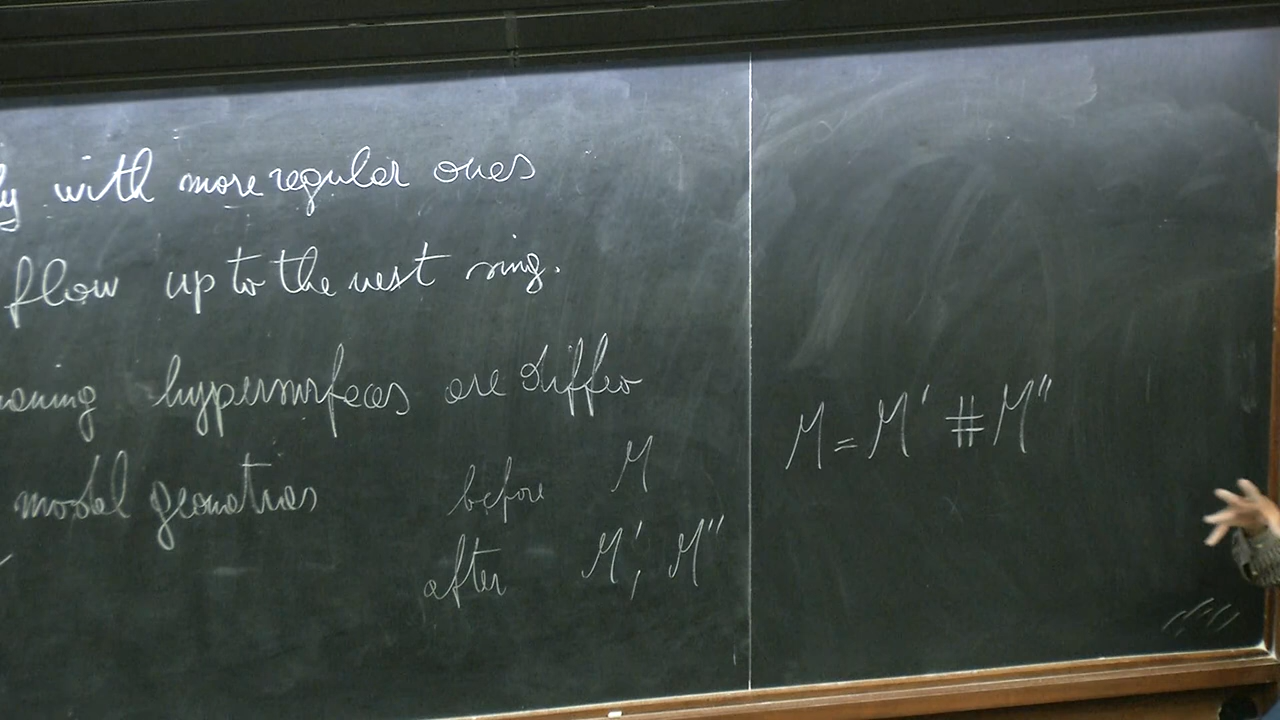 with more regular ones
flow up to the next sing.
hypersurfaces are diffeo
model geometries
before M
after M', M''
M = M' # M''